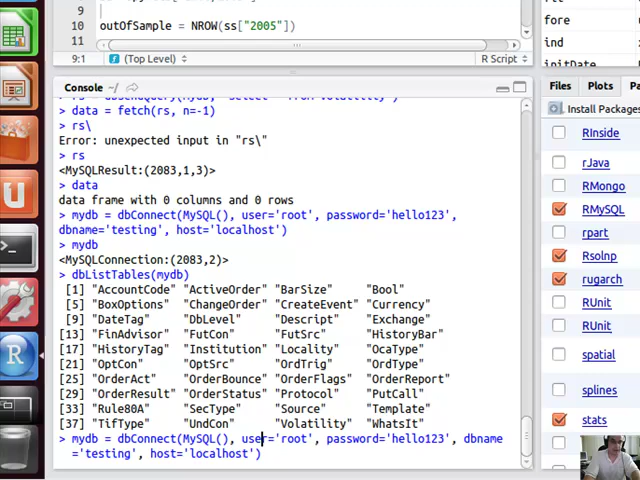 9
10 outOfSample = NROW(ss["2005"])
11
9:1 (Top Level) R Script
Console ~/
> data = fetch(rs, n=-1)
> rs\
Error: unexpected input in "rs\"
> rs
<MySQLResult:(2083,1,3)>
> data
data frame with 0 columns and 0 rows
> mydb = dbConnect(MySQL(), user='root', password='hello123',
dbname='testing', host='localhost')
> mydb
<MySQLConnection:(2083,2)>
> dbListTables(mydb)
[1] "AccountCode" "ActiveOrder" "BarSize" "Bool"
[5] "BoxOptions" "ChangeOrder" "CreateEvent" "Currency"
[9] "DateTag" "DbLevel" "Descript" "Exchange"
[13] "FinAdvisor" "FutCon" "FutSrc" "HistoryBar"
[17] "HistoryTag" "Institution" "Locality" "OcaType"
[21] "OptCon" "OptSrc" "OrdTrig" "OrdType"
[25] "OrderAct" "OrderBounce" "OrderFlags" "OrderReport"
[29] "OrderResult" "OrderStatus" "Protocol" "PutCall"
[33] "Rule80A" "SecType" "Source" "Template"
[37] "TifType" "UndCon" "Volatility" "WhatsIt"
> mydb = dbConnect(MySQL(), user='root', password='hello123', dbname
='testing', host='localhost')
fore
ind
initDate
Files Plots Pa
Install Packages
RInside
rJava
RMongo
RMySQL
rpart
Rsolnp
rugarch
RUnit
RUnit
spatial
splines
stats